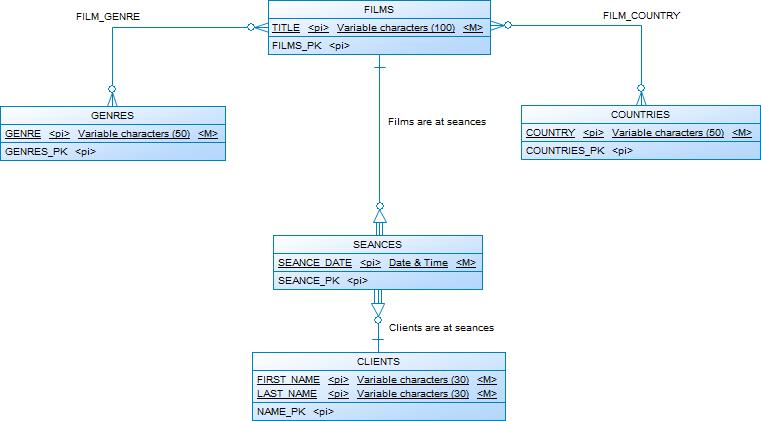 FILMS
TITLE <pi> Variable characters (100) <M>
FILMS_PK <pi>
FILM_GENRE
FILM_COUNTRY
GENRES
GENRE <pi> Variable characters (50) <M>
GENRES_PK <pi>
COUNTRIES
COUNTRY <pi> Variable characters (50) <M>
COUNTRIES_PK <pi>
Films are at seances
SEANCES
SEANCE_DATE <pi> Date & Time <M>
SEANCE_PK <pi>
Clients are at seances
CLIENTS
FIRST_NAME <pi> Variable characters (30) <M>
LAST_NAME <pi> Variable characters (30) <M>
NAME_PK <pi>